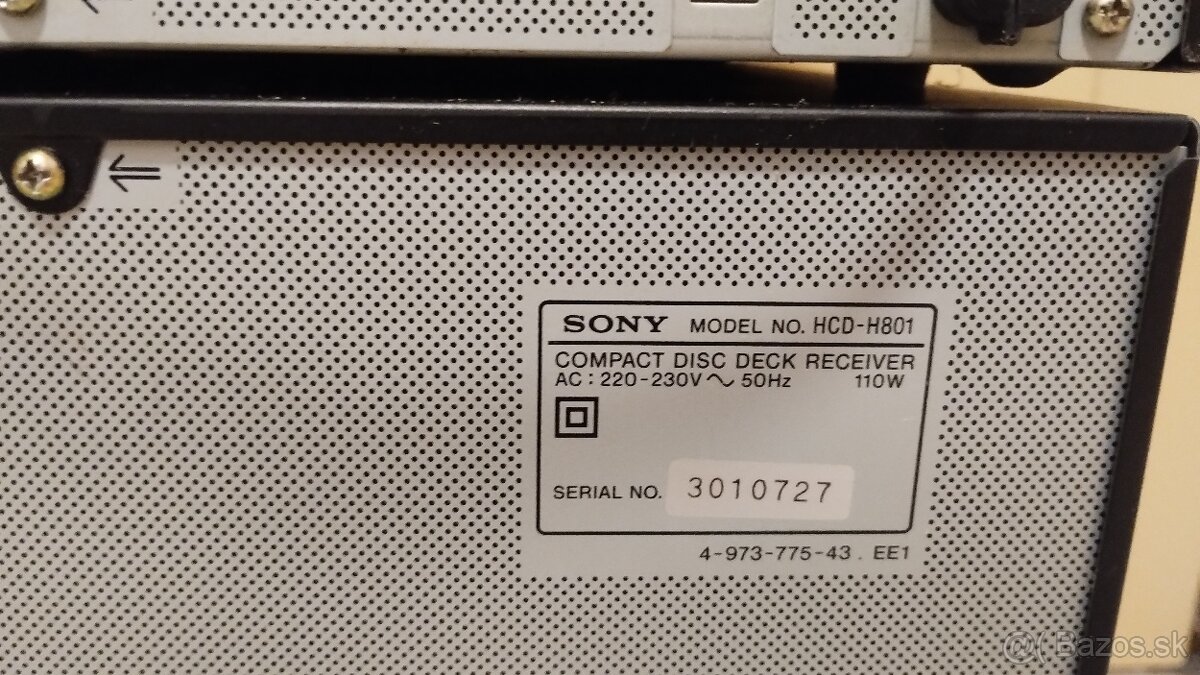 SONY MODEL NO. HCD-H801
COMPACT DISC DECK RECEIVER
AC : 220-230V ~ 50Hz 110W
SERIAL NO. 3010727
4-973-775-43 . EE1
Bazos.sk